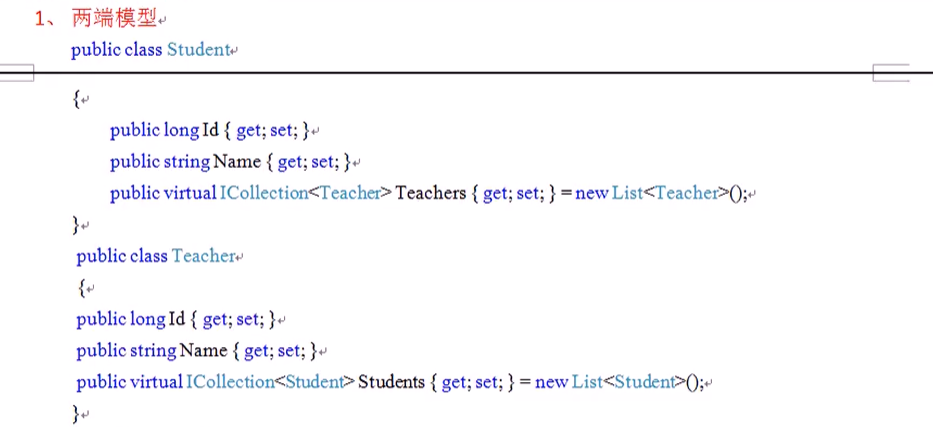 1、 两端模型
public class Student
{
public long Id { get; set; }
public string Name { get; set; }
public virtual ICollection<Teacher> Teachers { get; set; } = new List<Teacher>();
}
public class Teacher
{
public long Id { get; set; }
public string Name { get; set; }
public virtual ICollection<Student> Students { get; set; } = new List<Student>();
}